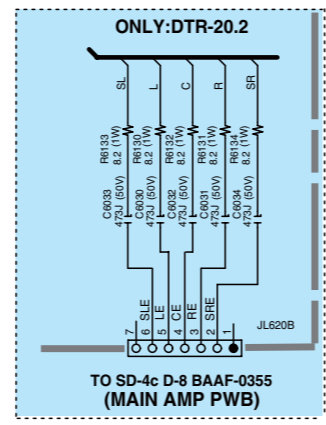 ONLY:DTR-20.2
SL
L
C
R
SR
R6133
8.2 (1W)
R6130
8.2 (1W)
R6132
8.2 (1W)
R6131
8.2 (1W)
R6134
8.2 (1W)
C6033
473J (50V)
C6030
473J (50V)
C6032
473J (50V)
C6031
473J (50V)
C6034
473J (50V)
SLE
LE
CE
RE
SRE
7
6
5
4
3
2
1
JL620B
TO SD-4c D-8 BAAF-0355
(MAIN AMP PWB)